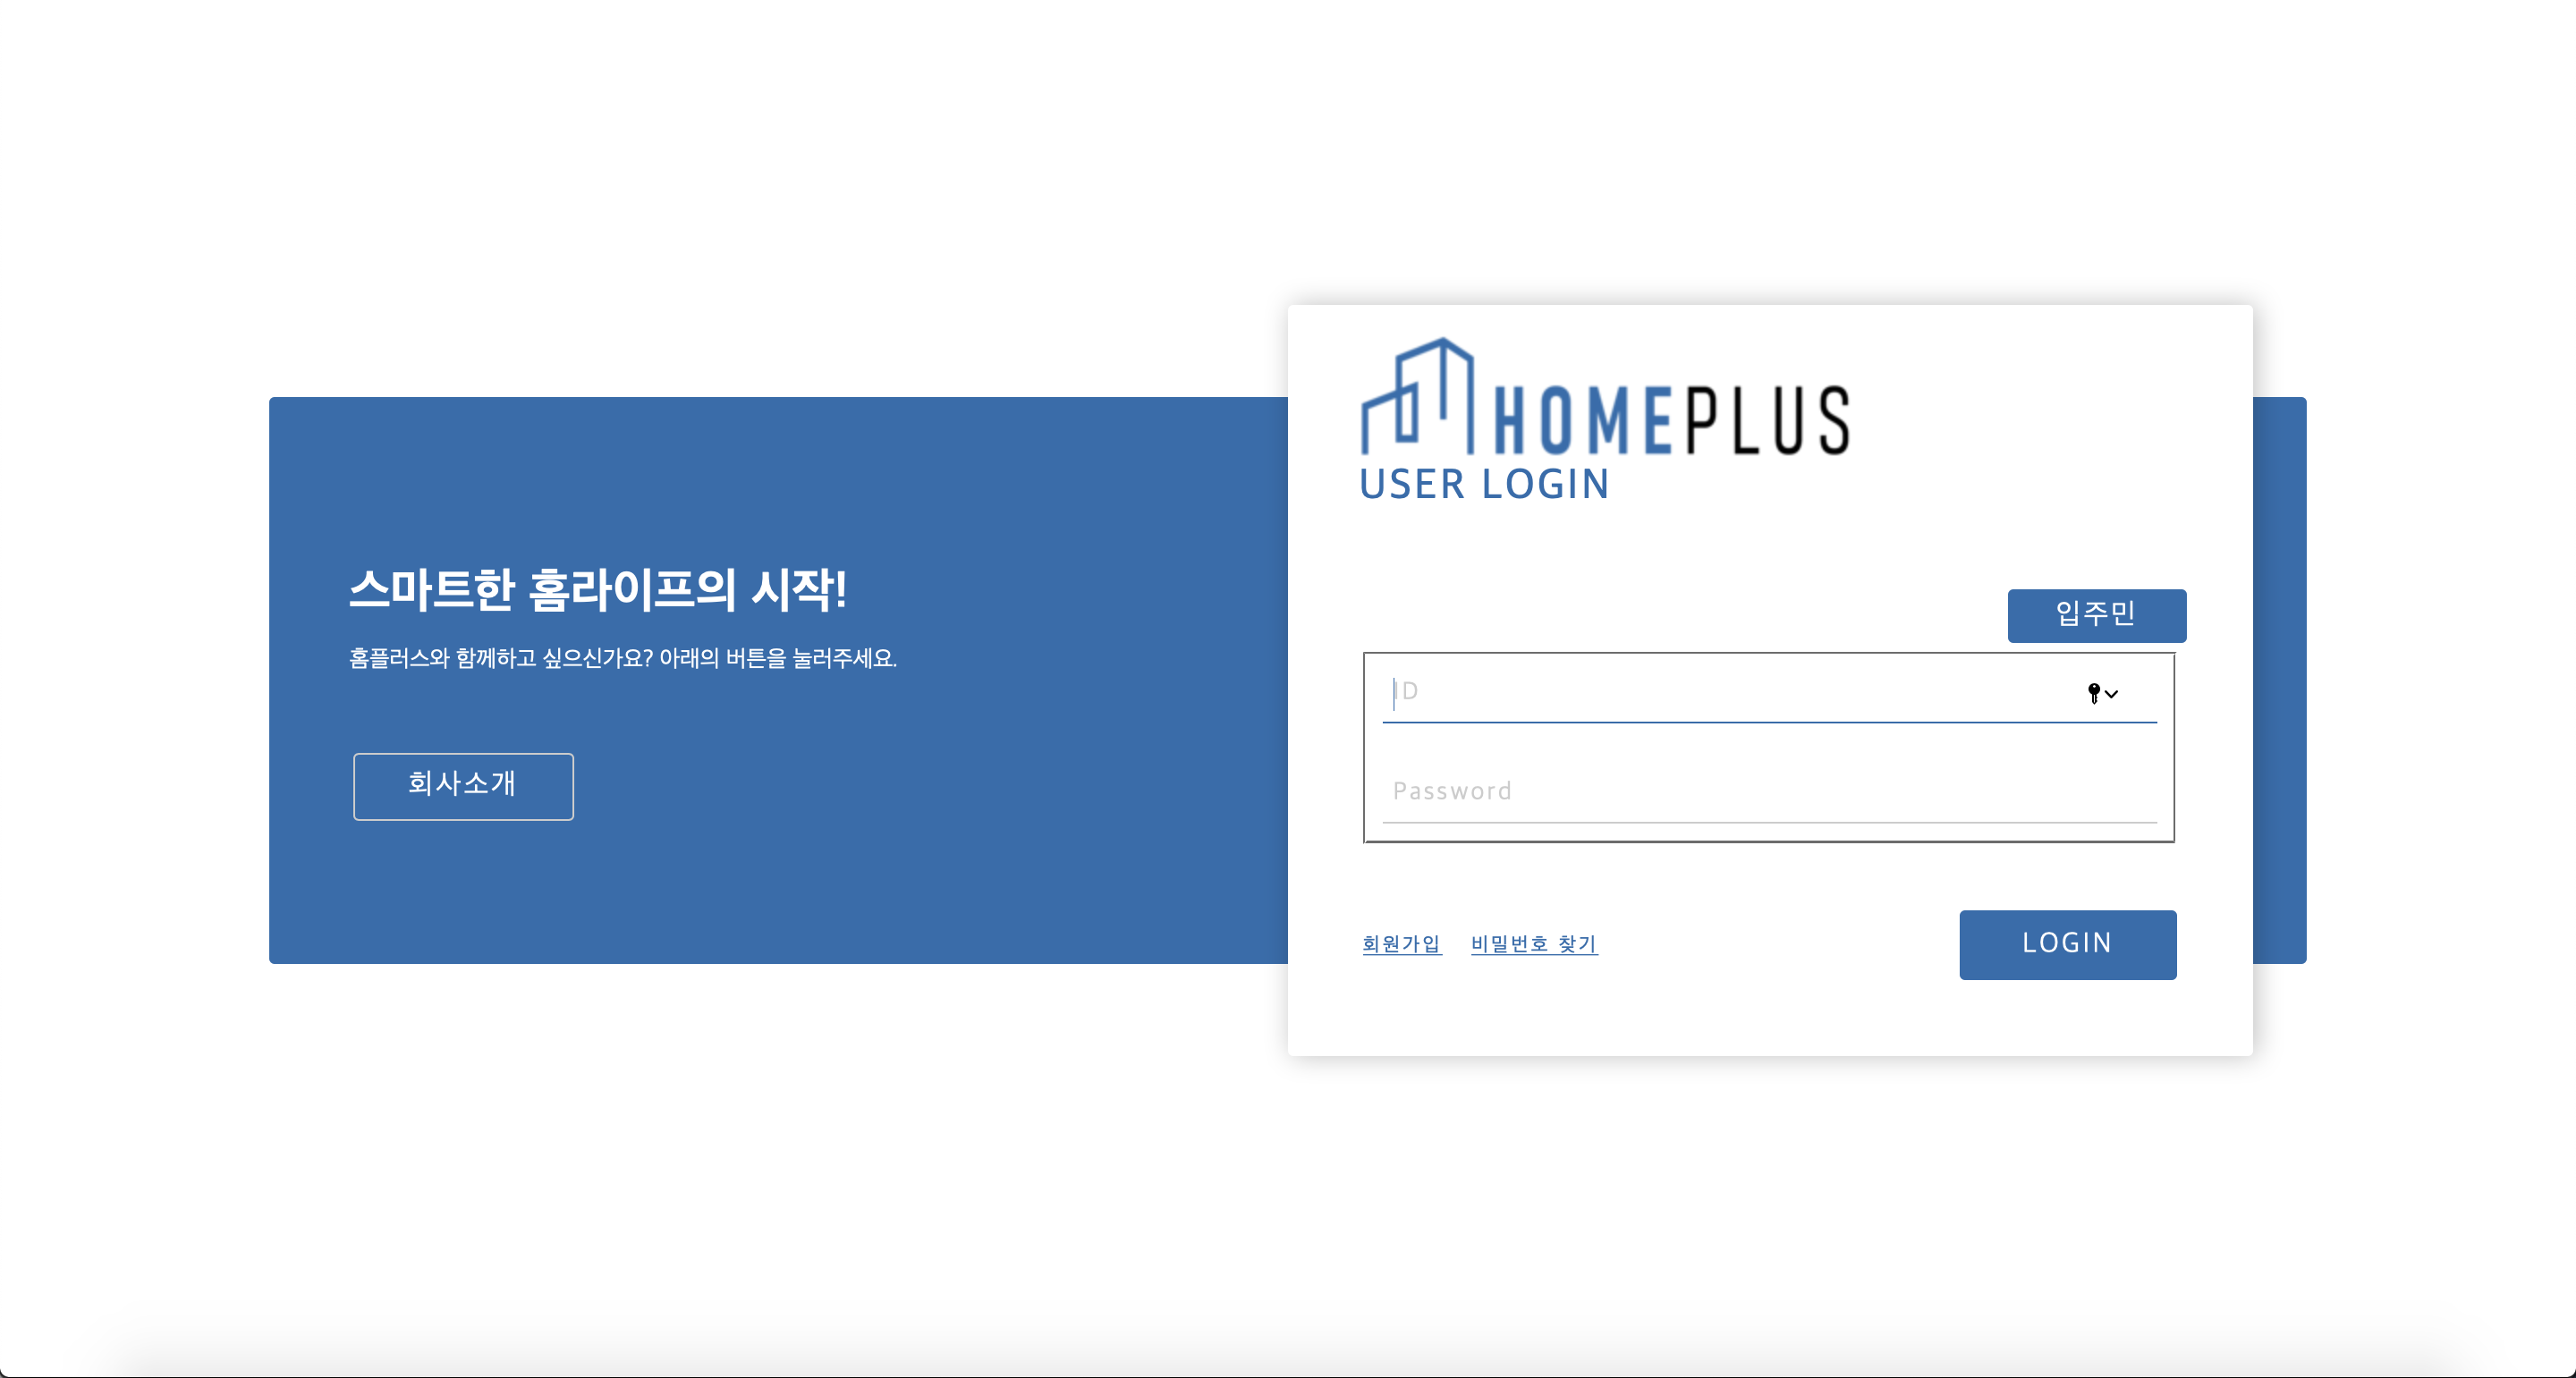 HOMEPLUS
USER LOGIN
스마트한 홈라이프의 시작!
홈플러스와 함께하고 싶으신가요? 아래의 버튼을 눌러주세요.
회사소개
입주민
ID
Password
회원가입 비밀번호 찾기
LOGIN